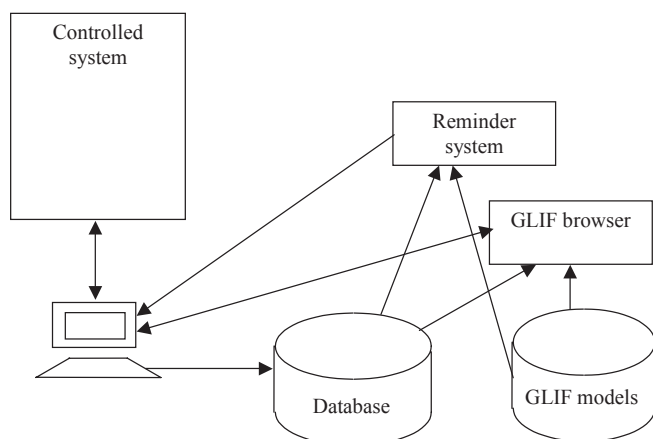 Controlled
system
Reminder
system
GLIF browser
Database
GLIF models